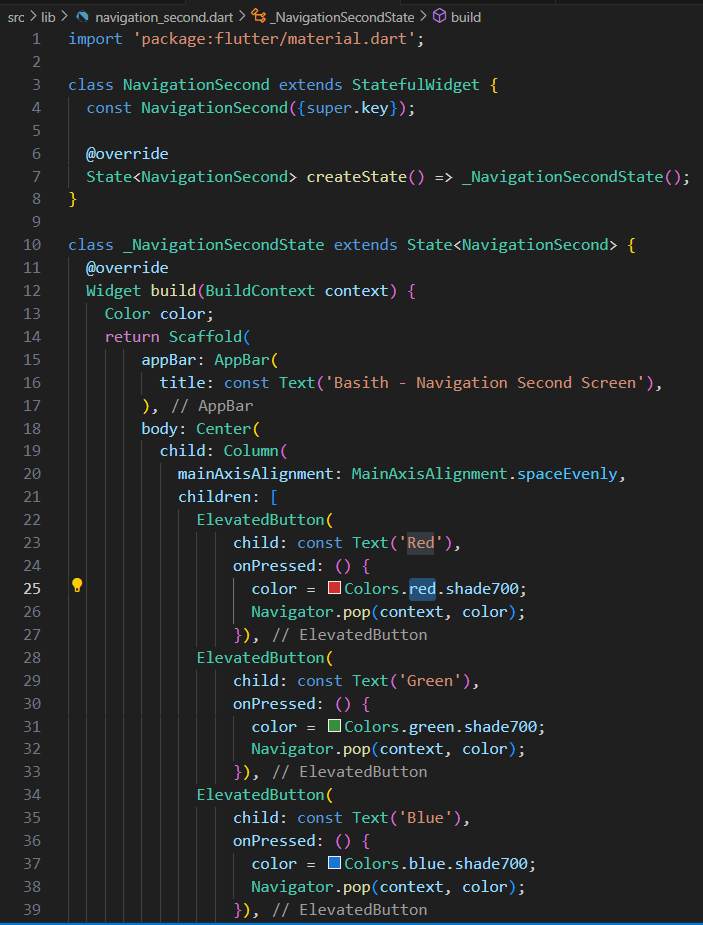 src > lib > navigation_second.dart > _NavigationSecondState > build
1 import 'package:flutter/material.dart';
2
3 class NavigationSecond extends StatefulWidget {
4   const NavigationSecond({super.key});
5
6   @override
7   State<NavigationSecond> createState() => _NavigationSecondState();
8 }
9
10 class _NavigationSecondState extends State<NavigationSecond> {
11   @override
12   Widget build(BuildContext context) {
13     Color color;
14     return Scaffold(
15         appBar: AppBar(
16           title: const Text('Basith - Navigation Second Screen'),
17         ), // AppBar
18         body: Center(
19           child: Column(
20             mainAxisAlignment: MainAxisAlignment.spaceEvenly,
21             children: [
22               ElevatedButton(
23                   child: const Text('Red'),
24                   onPressed: () {
25                     color = Colors.red.shade700;
26                     Navigator.pop(context, color);
27                   }), // ElevatedButton
28               ElevatedButton(
29                   child: const Text('Green'),
30                   onPressed: () {
31                     color = Colors.green.shade700;
32                     Navigator.pop(context, color);
33                   }), // ElevatedButton
34               ElevatedButton(
35                   child: const Text('Blue'),
36                   onPressed: () {
37                     color = Colors.blue.shade700;
38                     Navigator.pop(context, color);
39                   }), // ElevatedButton